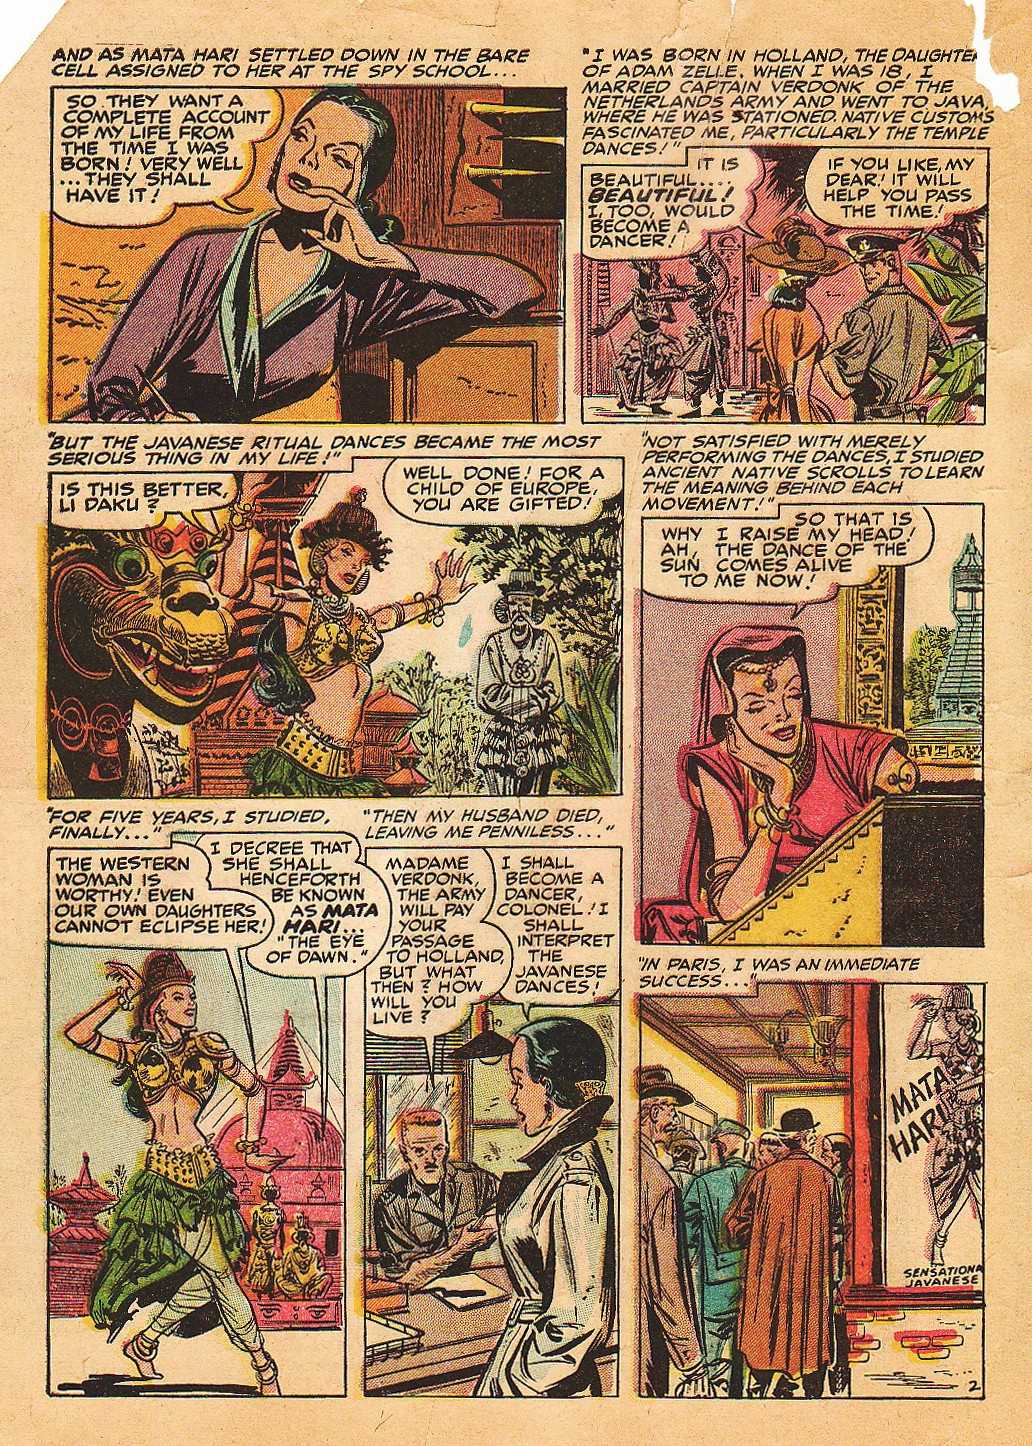 AND AS MATA HARI SETTLED DOWN IN THE BARE
CELL ASSIGNED TO HER AT THE SPY SCHOOL...
SO THEY WANT A
COMPLETE ACCOUNT
OF MY LIFE FROM
THE TIME I WAS
BORN! VERY WELL
...THEY SHALL
HAVE IT!
"I WAS BORN IN HOLLAND, THE DAUGHTER
OF ADAM ZELLE. WHEN I WAS 18, I
MARRIED CAPTAIN VERDONK OF THE
NETHERLANDS ARMY AND WENT TO JAVA,
WHERE HE WAS STATIONED. NATIVE CUSTOMS
FASCINATED ME, PARTICULARLY THE TEMPLE
DANCES!"
IT IS
BEAUTIFUL....
BEAUTIFUL!
I, TOO, WOULD
BECOME A
DANCER!
IF YOU LIKE, MY
DEAR! IT WILL
HELP YOU PASS
THE TIME!
"BUT THE JAVANESE RITUAL DANCES BECAME THE MOST
SERIOUS THING IN MY LIFE!"
IS THIS BETTER,
LI DAKU?
WELL DONE! FOR A
CHILD OF EUROPE,
YOU ARE GIFTED!
"NOT SATISFIED WITH MERELY
PERFORMING THE DANCES, I STUDIED
ANCIENT NATIVE SCROLLS TO LEARN
THE MEANING BEHIND EACH
MOVEMENT!"
SO THAT IS
WHY I RAISE MY HEAD!
AH, THE DANCE OF THE
SUN COMES ALIVE
TO ME NOW!
"FOR FIVE YEARS, I STUDIED,
FINALLY..."
THE WESTERN
WOMAN IS
WORTHY! EVEN
OUR OWN DAUGHTERS
CANNOT ECLIPSE HER!
I DECREE THAT
SHE SHALL
HENCEFORTH
BE KNOWN
AS MATA
HARI...
"THE EYE
OF DAWN."
"THEN MY HUSBAND DIED,
LEAVING ME PENNILESS..."
MADAME
VERDONK,
THE ARMY
WILL PAY
YOUR
PASSAGE
TO HOLLAND,
BUT WHAT
THEN? HOW
WILL YOU
LIVE?
I SHALL
BECOME A
DANCER,
COLONEL! I
SHALL
INTERPRET
THE
JAVANESE
DANCES!
"IN PARIS, I WAS AN IMMEDIATE
SUCCESS..."
MATA
HARI
SENSATIONA
JAVANESE
2